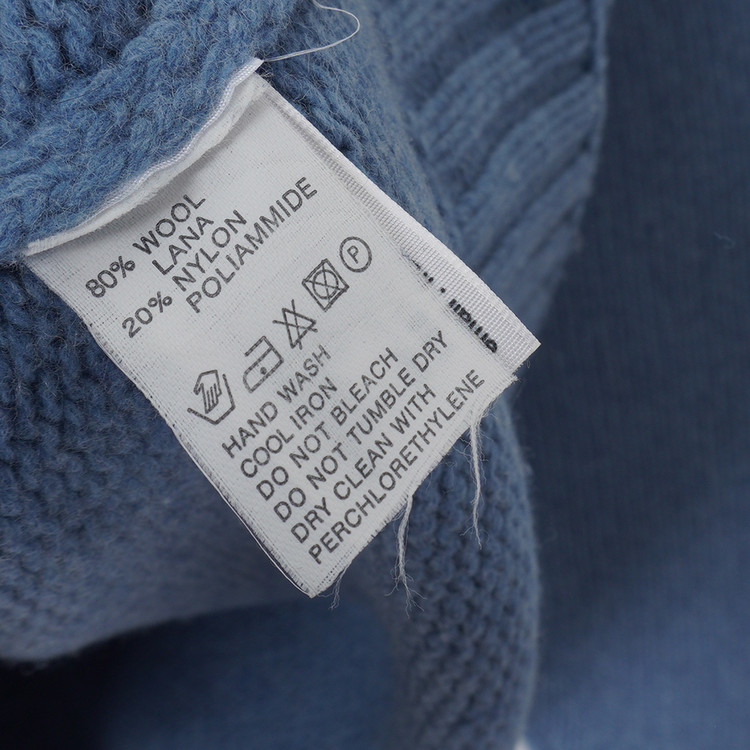 80% WOOL
LANA
20% NYLON
POLIAMMIDE
P
HAND WASH
COOL IRON
DO NOT BLEACH
DO NOT TUMBLE DRY
DRY CLEAN WITH
PERCHLORETHYLENE